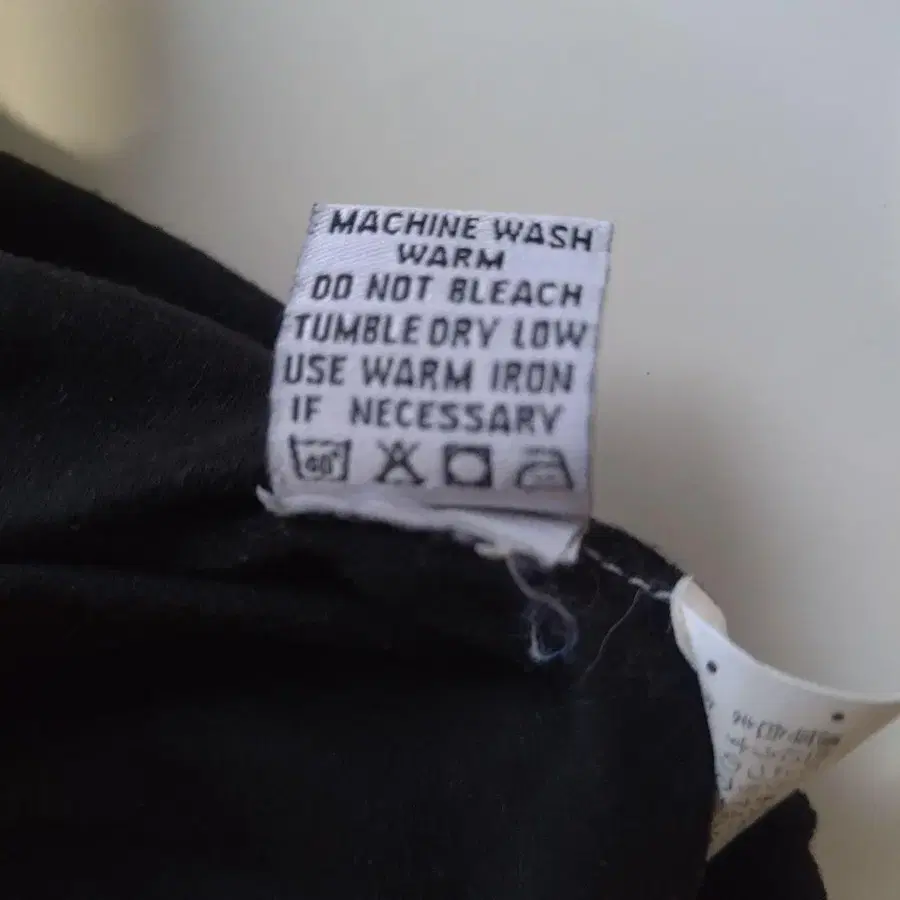 MACHINE WASH
WARM
DO NOT BLEACH
TUMBLE DRY LOW
USE WARM IRON
IF NECESSARY
40°